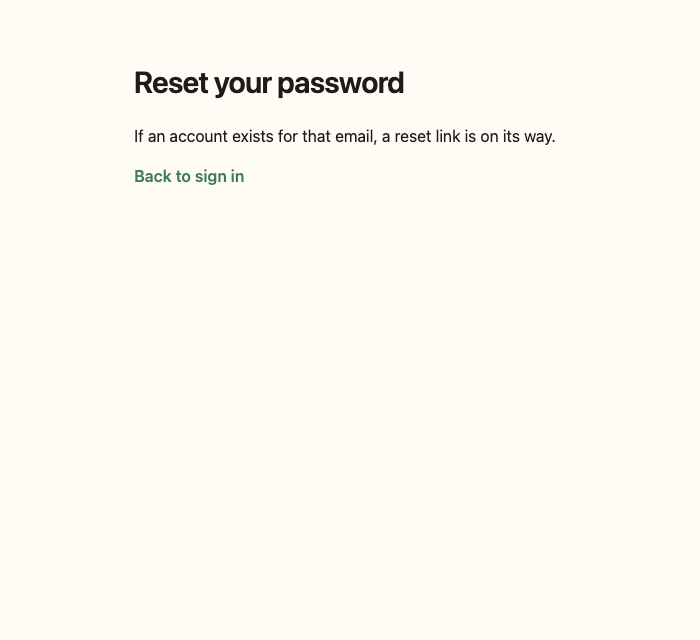 Reset your password
If an account exists for that email, a reset link is on its way.
Back to sign in